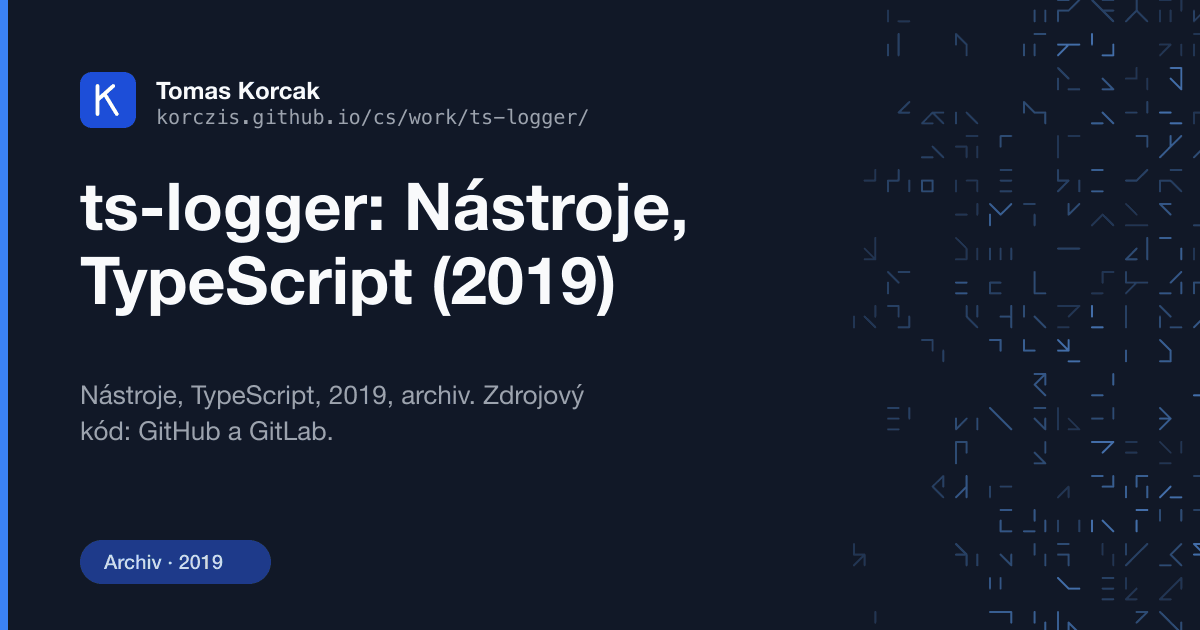 K
Tomas Korcak
korczis.github.io/cs/work/ts-logger/
ts-logger: Nástroje,
TypeScript (2019)
Nástroje, TypeScript, 2019, archiv. Zdrojový
kód: GitHub a GitLab.
Archiv · 2019